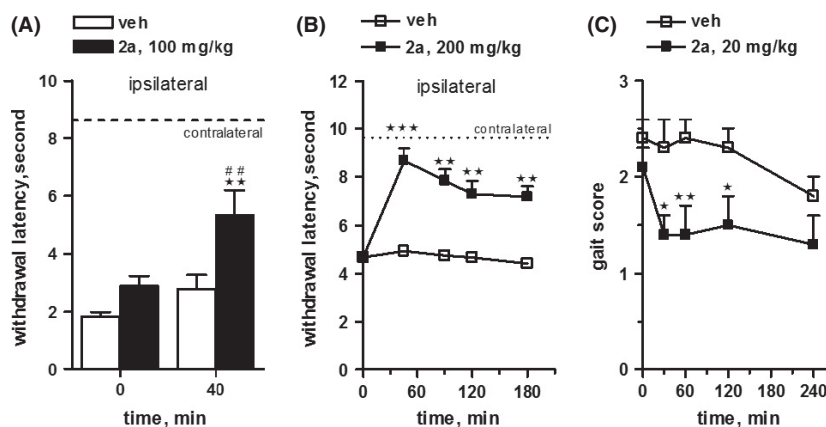 (A)
veh
2a, 100 mg/kg
ipsilateral
contralateral
# #
★★
withdrawal latency,second
10
8
6
4
2
0
0 40
time, min
(B)
veh
2a, 200 mg/kg
ipsilateral
contralateral
★★★
★★
★★
★★
withdrawal latency,second
12
10
8
6
4
2
0
0 60 120 180
time, min
(C)
veh
2a, 20 mg/kg
★
★★
★
gait score
3
2
1
0
0 60 120 180 240
time, min